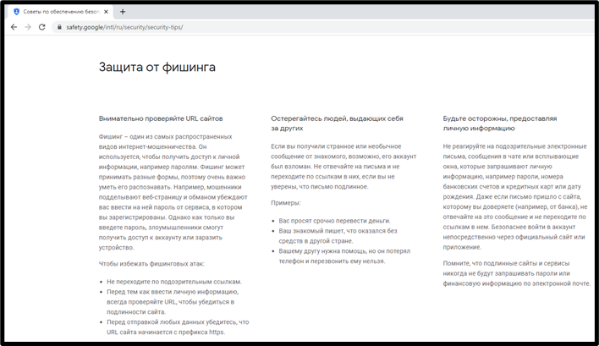 Советы по обеспечению безоп
safety.google/intl/ru/security/security-tips/
Защита от фишинга
Внимательно проверяйте URL сайтов
Фишинг – один из самых распространенных
видов интернет-мошенничества. Он
используется, чтобы получить доступ к личной
информации, например паролям. Фишинг может
принимать разные формы, поэтому очень важно
уметь его распознавать. Например, мошенники
подделывают веб-страницу и обманом убеждают
вас ввести на ней пароль от сервиса, в котором
вы зарегистрированы. Однако как только вы
введете пароль, злоумышленники смогут
получить доступ к аккаунту или заразить
устройство.
Чтобы избежать фишинговых атак:
Не переходите по подозрительным ссылкам.
Перед тем как ввести личную информацию,
всегда проверяйте URL, чтобы убедиться в
подлинности сайта.
Перед отправкой любых данных убедитесь, что
URL сайта начинается с префикса https.
Остерегайтесь людей, выдающих себя
за других
Если вы получили странное или необычное
сообщение от знакомого, возможно, его аккаунт
был взломан. Не отвечайте на письма и не
переходите по ссылкам в них, если вы не
уверены, что письмо подлинное.
Примеры:
Вас просят срочно перевести деньги.
Ваш знакомый пишет, что оказался без
средств в другой стране.
Вашему другу нужна помощь, но он потерял
телефон и перезвонить ему нельзя.
Будьте осторожны, предоставляя
личную информацию
Не реагируйте на подозрительные электронные
письма, сообщения в чате или всплывающие
окна, которые запрашивают личную
информацию, например пароли, номера
банковских счетов и кредитных карт или дату
рождения. Даже если письмо пришло с сайта,
которому вы доверяете (например, от банка), не
отвечайте на это сообщение и не переходите по
ссылкам в нем. Безопаснее войти в аккаунт
непосредственно через официальный сайт или
приложение.
Помните, что подлинные сайты и сервисы
никогда не будут запрашивать пароли или
финансовую информацию по электронной почте.